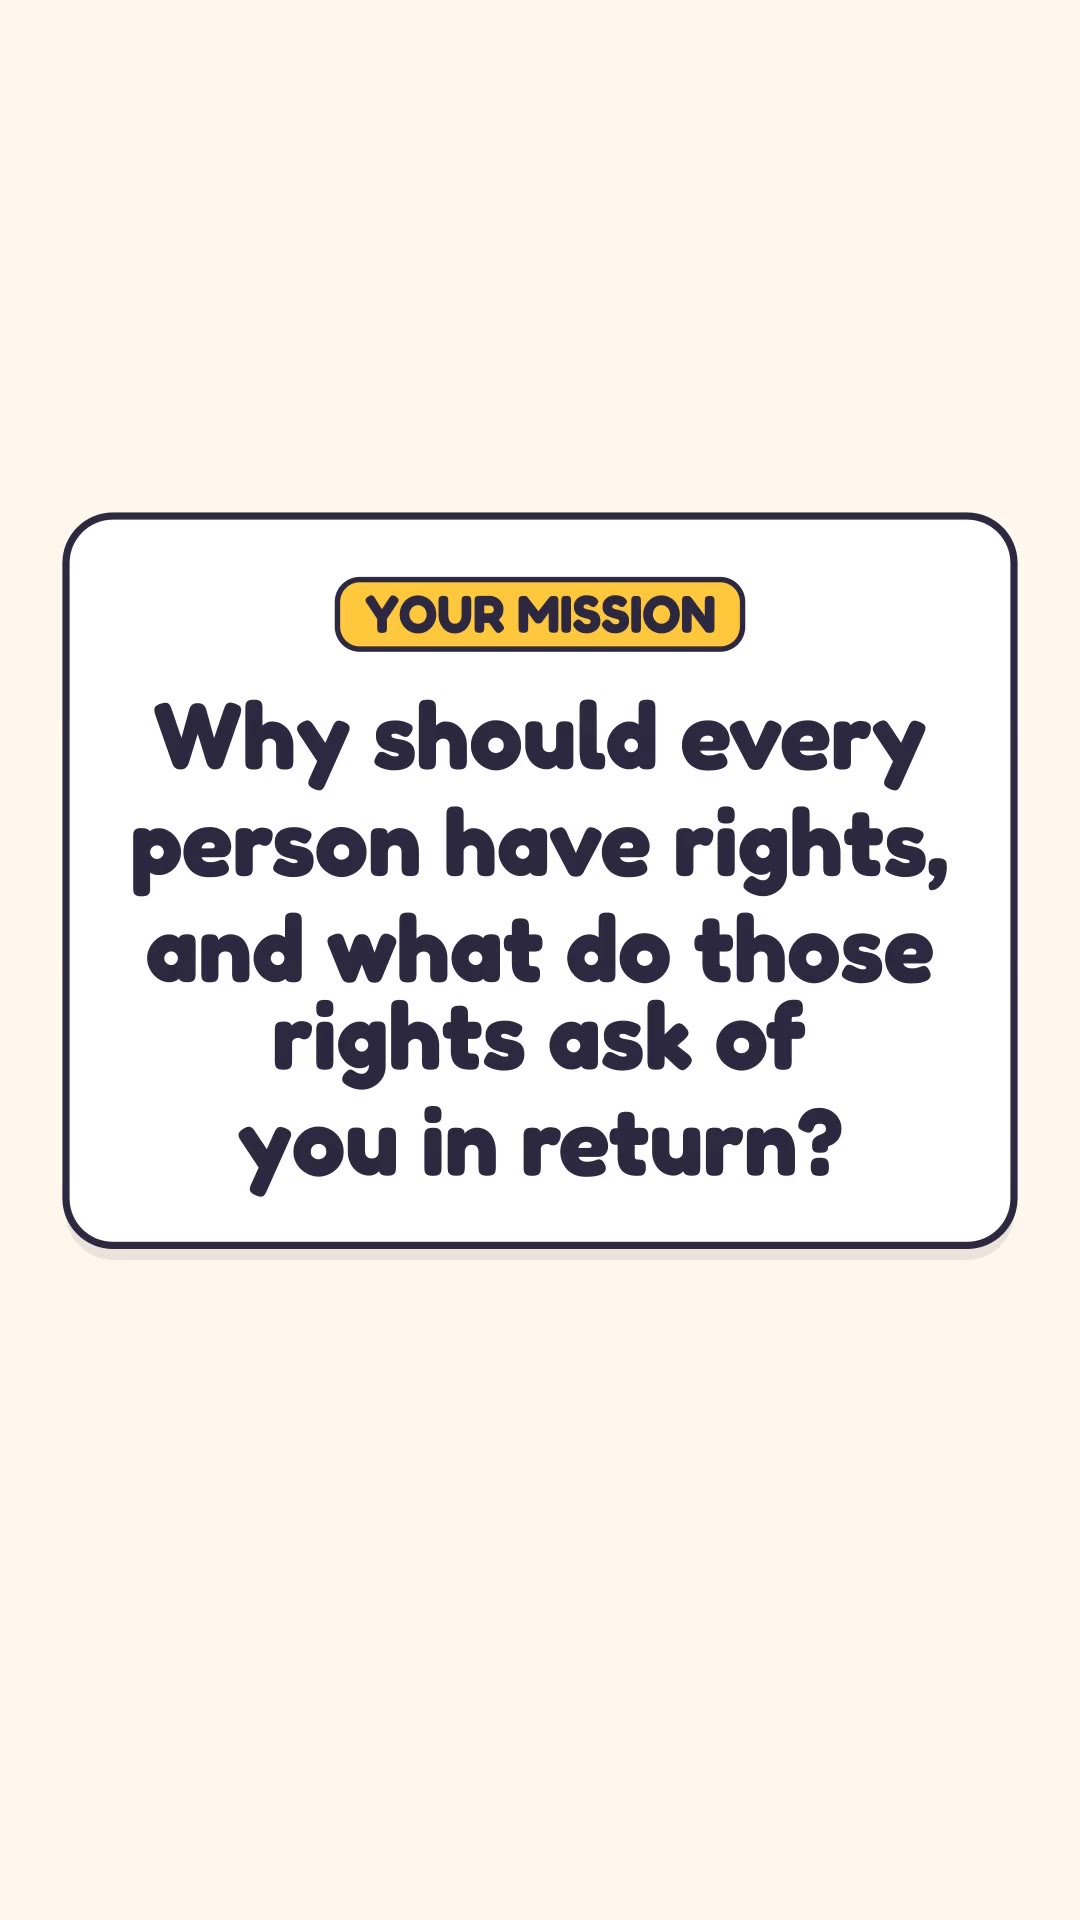 YOUR MISSION
Why should every
person have rights,
and what do those
rights ask of
you in return?